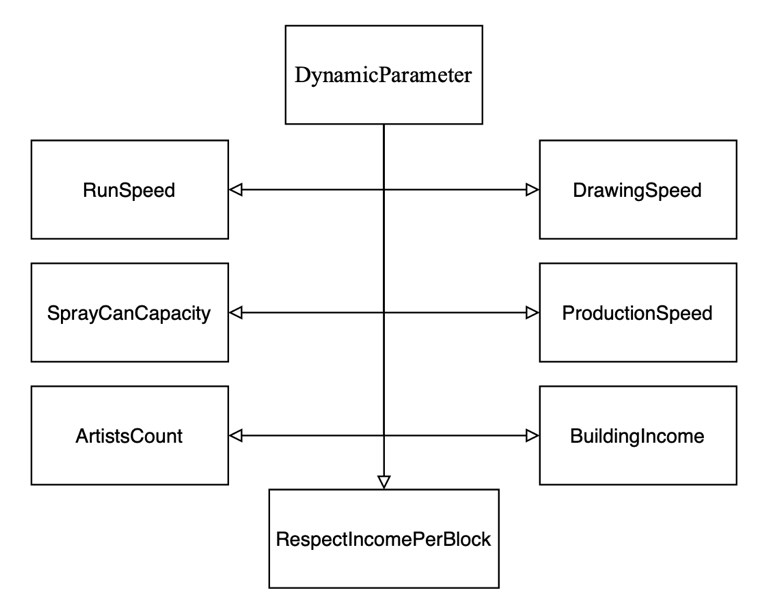 DynamicParameter
RunSpeed
DrawingSpeed
SprayCanCapacity
ProductionSpeed
ArtistsCount
BuildingIncome
RespectIncomePerBlock